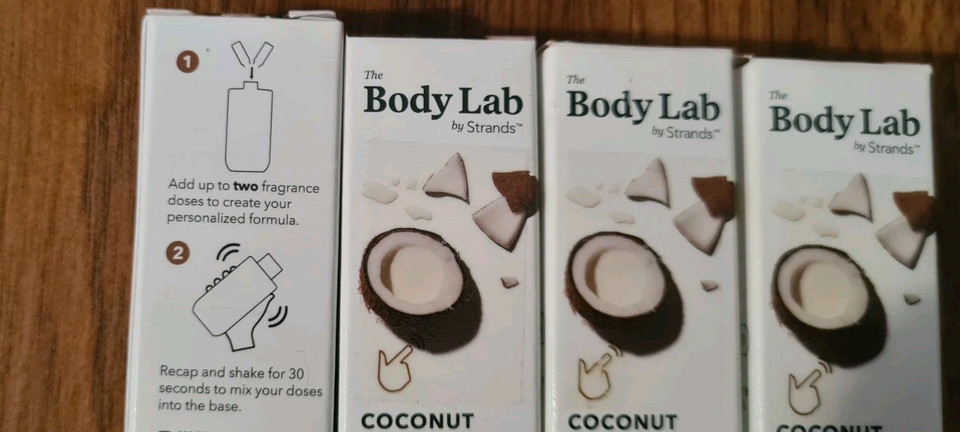 1
Add up to two fragrance
doses to create your
personalized formula.
2
Recap and shake for 30
seconds to mix your doses
into the base.
The
Body Lab
by Strands™
COCONUT
The
Body Lab
by Strands™
COCONUT
The
Body Lab
by Strands™
COCONUT